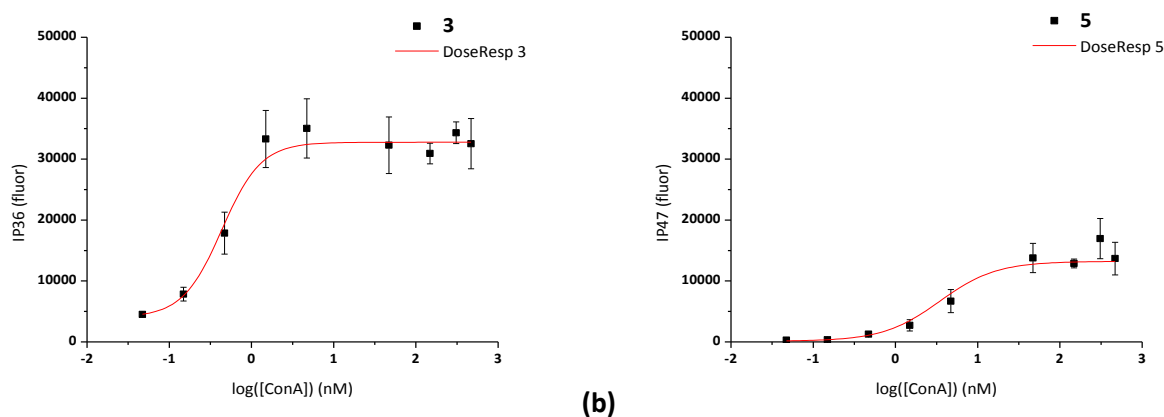 3
DoseResp 3
50000
40000
30000
20000
10000
0
IP36 (fluor)
-2 -1 0 1 2 3
log([ConA]) (nM)
(b)
5
DoseResp 5
50000
40000
30000
20000
10000
0
IP47 (fluor)
-2 -1 0 1 2 3
log([ConA]) (nM)